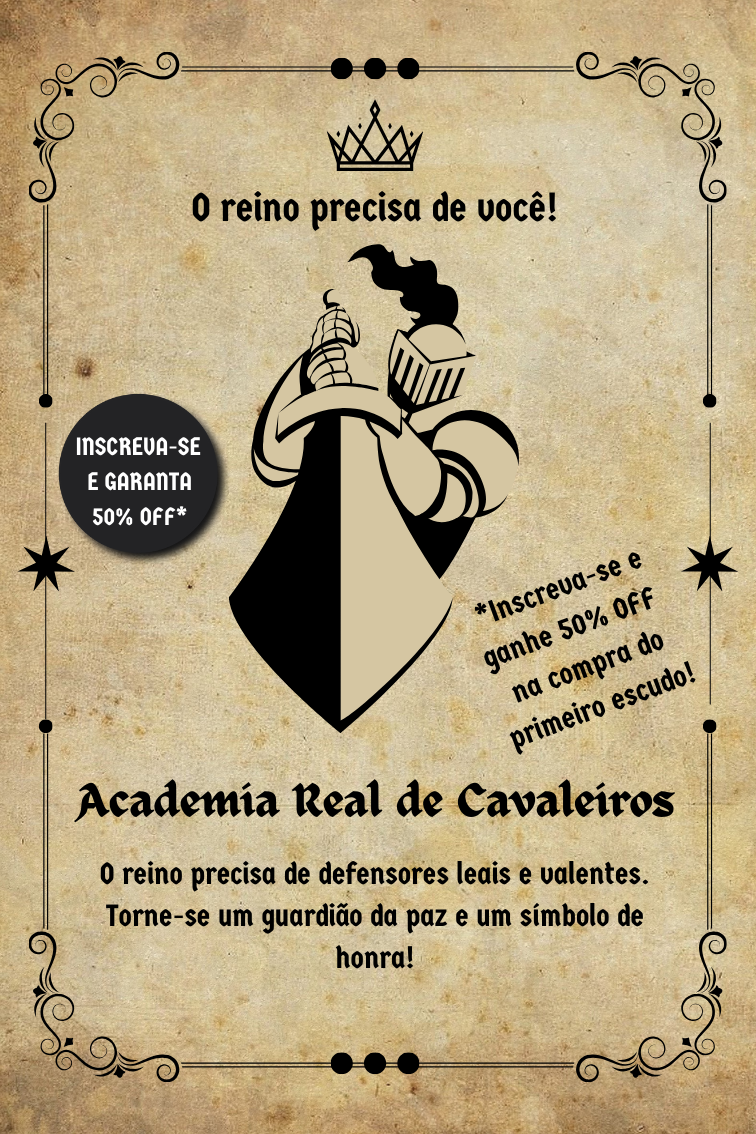 O reino precisa de você!
INSCREVA-SE
E GARANTA
50% OFF*
*Inscreva-se e
ganhe 50% OFF
na compra do
primeiro escudo!
Academia Real de Cavaleiros
O reino precisa de defensores leais e valentes.
Torne-se um guardião da paz e um símbolo de
honra!